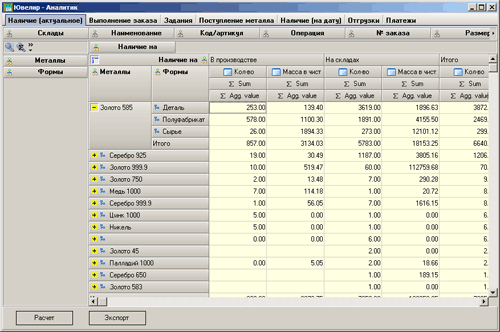 Ювелир - Аналитик
Наличие (актуальное) Выполнение заказа Задания Поступление металла Наличие (на дату) Отгрузки Платежи
Склады Наименование Код/артикул Операция № заказа Размер
Наличие на
Металлы Наличие на В производстве На складах Итого
Формы Металлы Формы Кол-во Масса в чист Кол-во Масса в чист Кол-во
Σ Sum Σ Sum Σ Sum Σ Sum Σ Sum
Σ Agg. value Σ Agg. value Σ Agg. value Σ Agg. value Σ Agg. value
Золото 585 Деталь 253.00 139.40 3619.00 1896.63 3872.
Полуфабрикат 578.00 1100.30 1891.00 4155.50 2469.
Сырье 26.00 1894.33 273.00 12101.12 299.
Итого 857.00 3134.03 5783.00 18153.25 6640.
Серебро 925 19.00 30.49 1187.00 3805.16 1206.
Золото 999.9 10.00 519.47 60.00 112759.68 70.
Золото 750 2.00 13.48 7.00 290.28 9.
Медь 1000 7.00 114.18 1.00 20.72 8.
Серебро 999.9 1.00 56.05 7.00 1616.15 8.
Цинк 1000 5.00 0.00 1.00 0.00 6.
Никель 5.00 0.00 1.00 0.00 6.
0.00 0.00 6.00 0.00 6.
Золото 45 2.00 0.00 2.
Палладий 1000 0.00 5.05 2.00 18.66 2.
Серебро 650 1.00 189.15 1.
Золото 583 1.00 0.00 1.
Расчет Экспорт